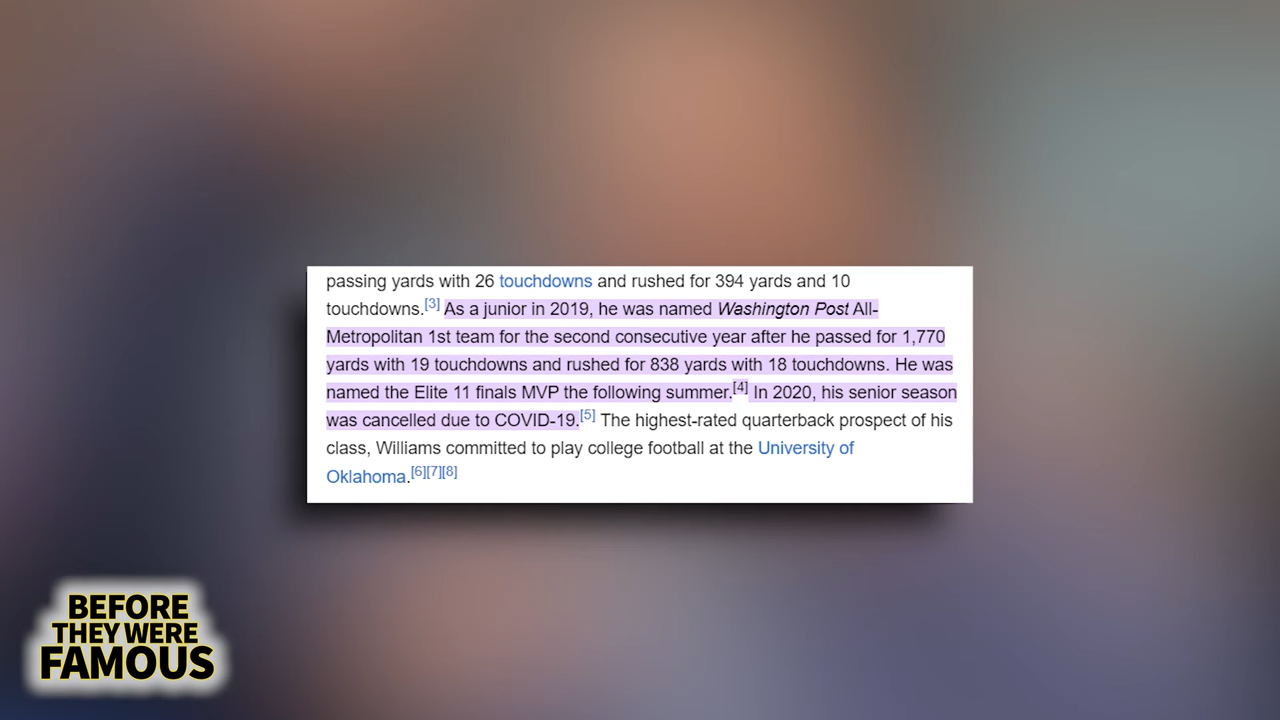 passing yards with 26 touchdowns and rushed for 394 yards and 10
touchdowns.[3] As a junior in 2019, he was named Washington Post All-
Metropolitan 1st team for the second consecutive year after he passed for 1,770
yards with 19 touchdowns and rushed for 838 yards with 18 touchdowns. He was
named the Elite 11 finals MVP the following summer.[4] In 2020, his senior season
was cancelled due to COVID-19.[5] The highest-rated quarterback prospect of his
class, Williams committed to play college football at the University of
Oklahoma.[6][7][8]
BEFORE
THEY WERE
FAMOUS